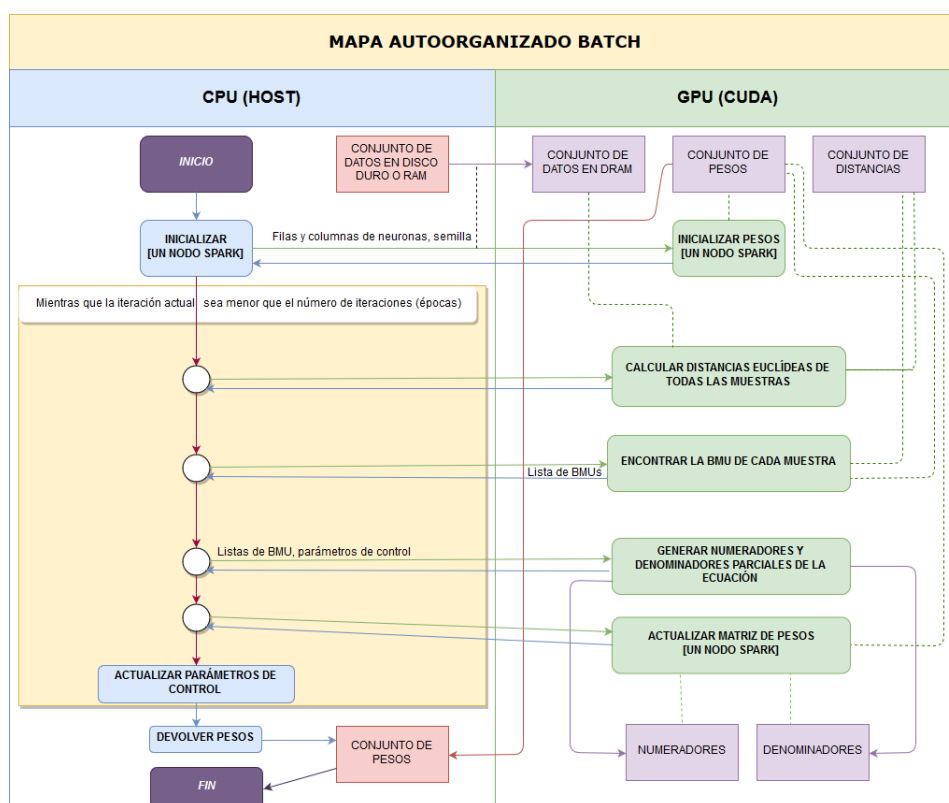 MAPA AUTOORGANIZADO BATCH
CPU (HOST)
GPU (CUDA)
INICIO
CONJUNTO DE
DATOS EN DISCO
DURO O RAM
CONJUNTO DE
DATOS EN DRAM
CONJUNTO DE
PESOS
CONJUNTO DE
DISTANCIAS
INICIALIZAR
[UN NODO SPARK]
Filas y columnas de neuronas, semilla
INICIALIZAR PESOS
[UN NODO SPARK]
Mientras que la iteración actual sea menor que el número de iteraciones (épocas)
CALCULAR DISTANCIAS EUCLÍDEAS DE
TODAS LAS MUESTRAS
ENCONTRAR LA BMU DE CADA MUESTRA
Lista de BMUs
Listas de BMU, parámetros de control
GENERAR NUMERADORES Y
DENOMINADORES PARCIALES DE LA
ECUACIÓN
ACTUALIZAR MATRIZ DE PESOS
[UN NODO SPARK]
ACTUALIZAR PARÁMETROS DE
CONTROL
DEVOLVER PESOS
CONJUNTO DE
PESOS
NUMERADORES
DENOMINADORES
FIN